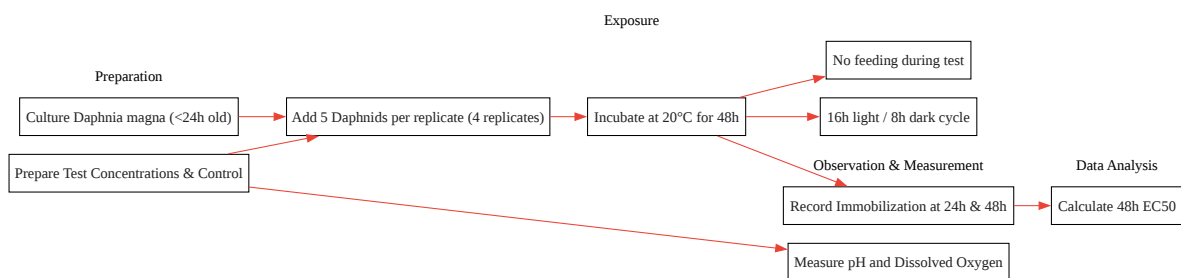 Exposure
No feeding during test
Preparation
Culture Daphnia magna (<24h old)
Add 5 Daphnids per replicate (4 replicates)
Incubate at 20°C for 48h
16h light / 8h dark cycle
Prepare Test Concentrations & Control
Observation & Measurement
Data Analysis
Record Immobilization at 24h & 48h
Calculate 48h EC50
Measure pH and Dissolved Oxygen